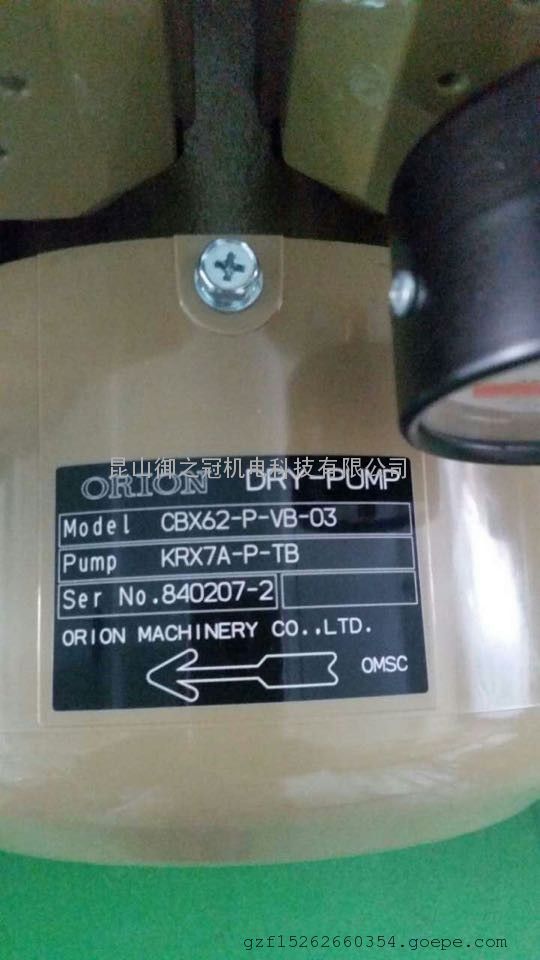 昆山御之冠机电科技有限公司
ORION DRY-PUMP
Model CBX62-P-VB-03
Pump KRX7A-P-TB
Ser No.840207-2
ORION MACHINERY CO.,LTD.
OMSC
gzf15262660354.goepe.com